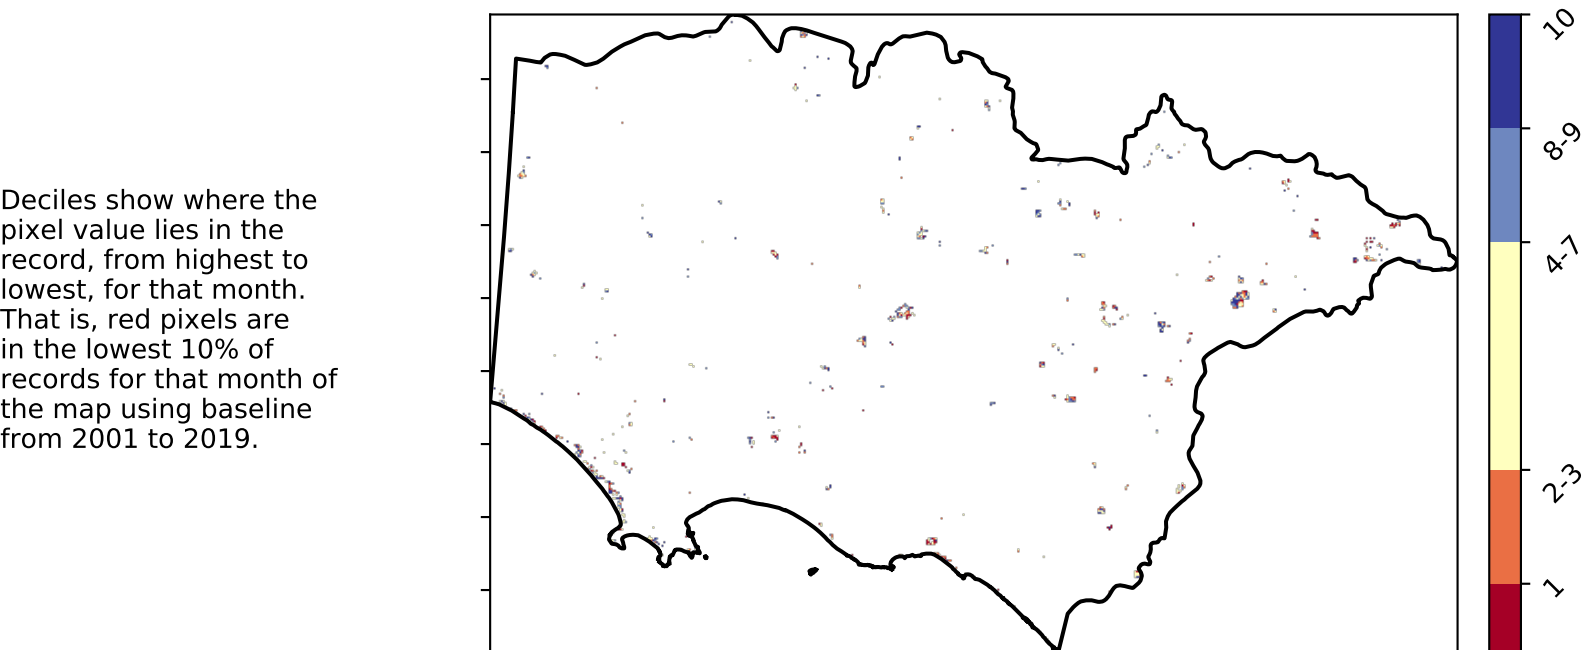 Deciles show where the
pixel value lies in the
record, from highest to
lowest, for that month.
That is, red pixels are
in the lowest 10% of
records for that month of
the map using baseline
from 2001 to 2019.
10
8-9
4-7
2-3
1